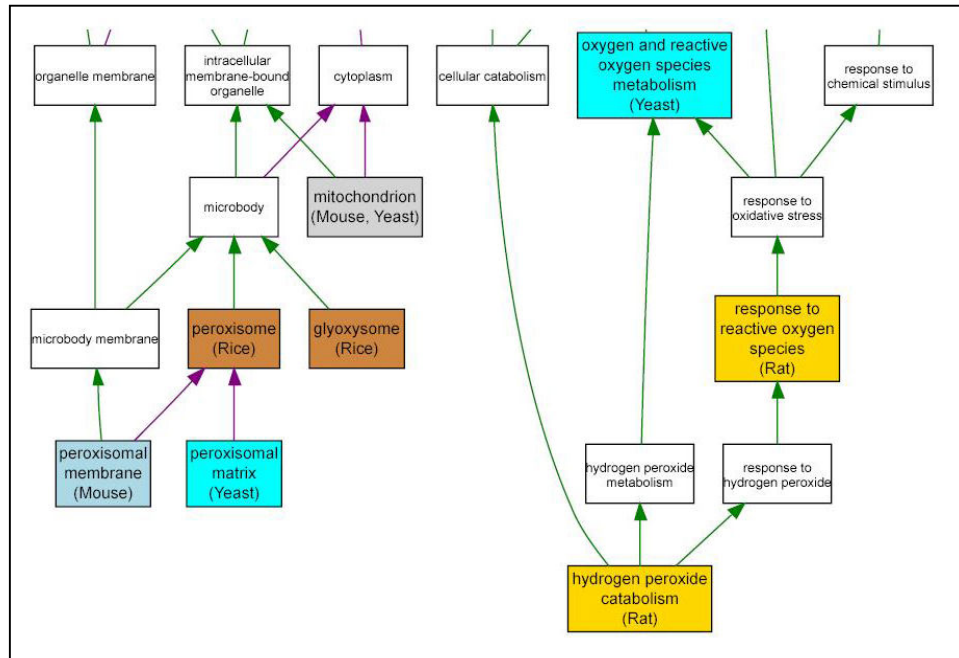 organelle membrane
intracellular
membrane-bound
organelle
cytoplasm
cellular catabolism
oxygen and reactive
oxygen species
metabolism
(Yeast)
response to
chemical stimulus
microbody
mitochondrion
(Mouse, Yeast)
response to
oxidative stress
microbody membrane
peroxisome
(Rice)
glyoxysome
(Rice)
response to
reactive oxygen
species
(Rat)
peroxisomal
membrane
(Mouse)
peroxisomal
matrix
(Yeast)
hydrogen peroxide
metabolism
response to
hydrogen peroxide
hydrogen peroxide
catabolism
(Rat)